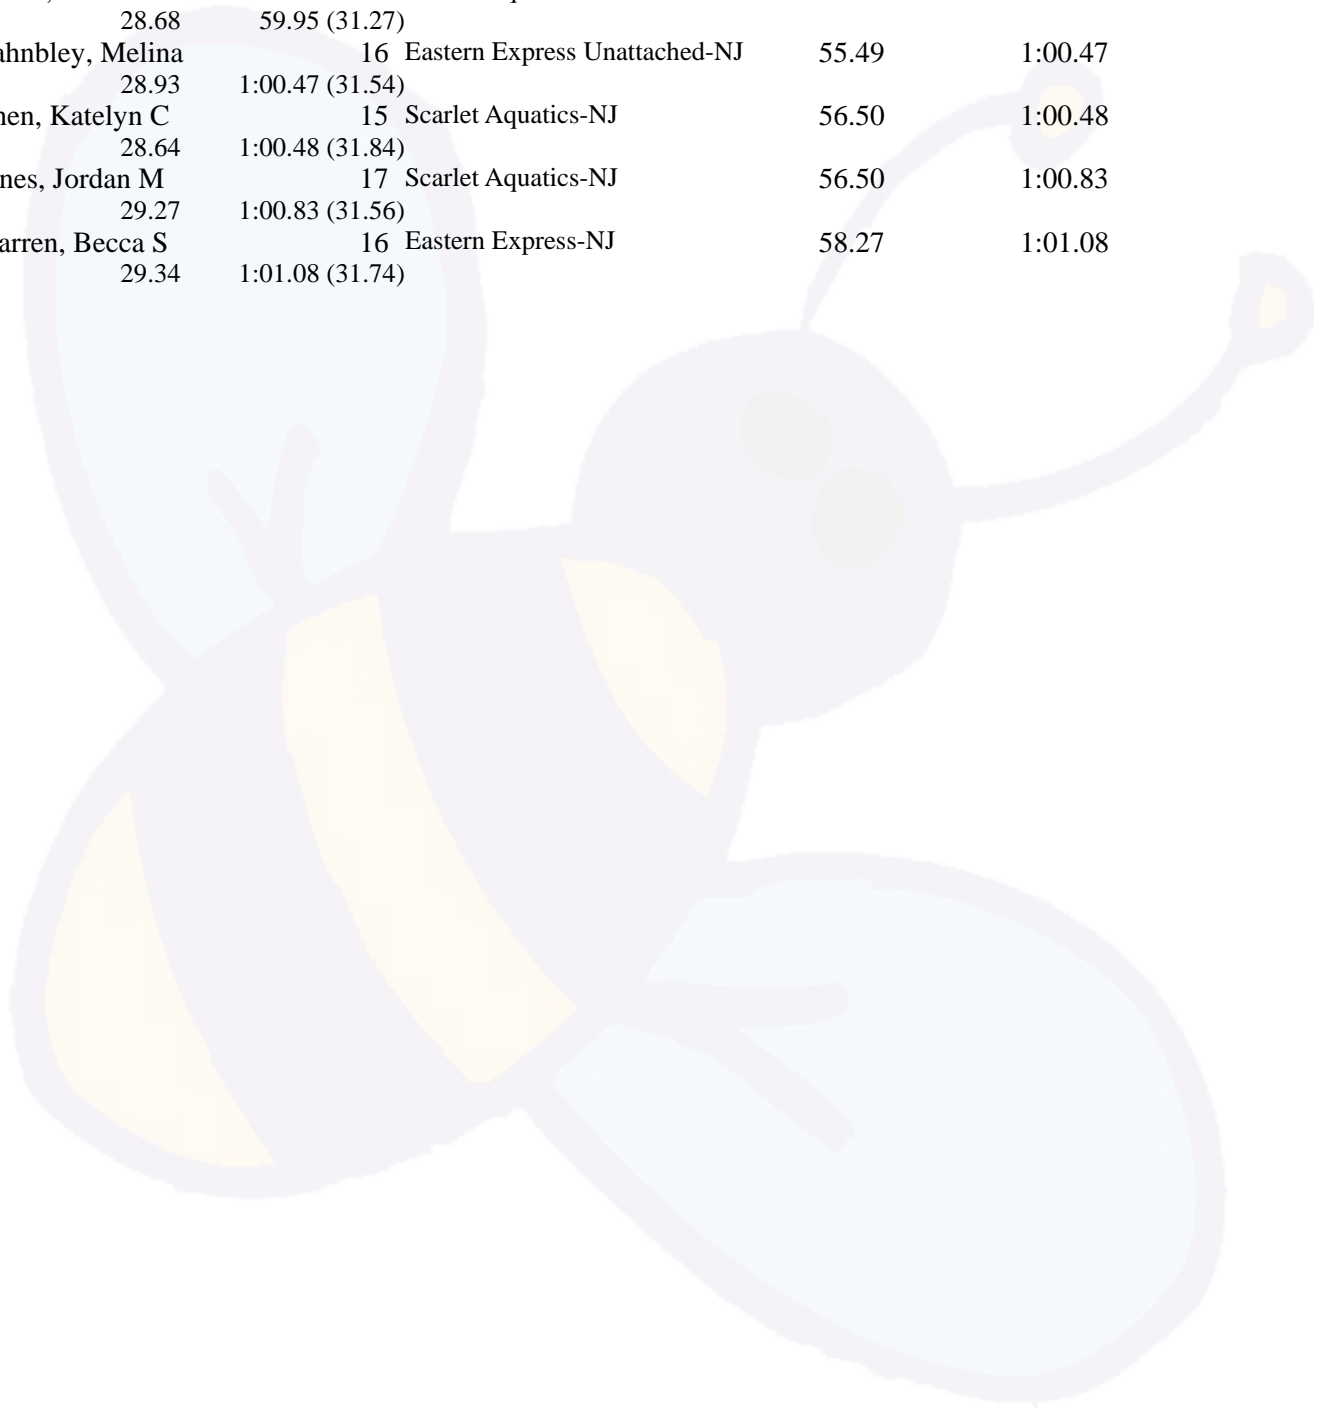 28.68 59.95 (31.27)
ahnbley, Melina 16 Eastern Express Unattached-NJ 55.49 1:00.47
28.93 1:00.47 (31.54)
nen, Katelyn C 15 Scarlet Aquatics-NJ 56.50 1:00.48
28.64 1:00.48 (31.84)
nes, Jordan M 17 Scarlet Aquatics-NJ 56.50 1:00.83
29.27 1:00.83 (31.56)
arren, Becca S 16 Eastern Express-NJ 58.27 1:01.08
29.34 1:01.08 (31.74)